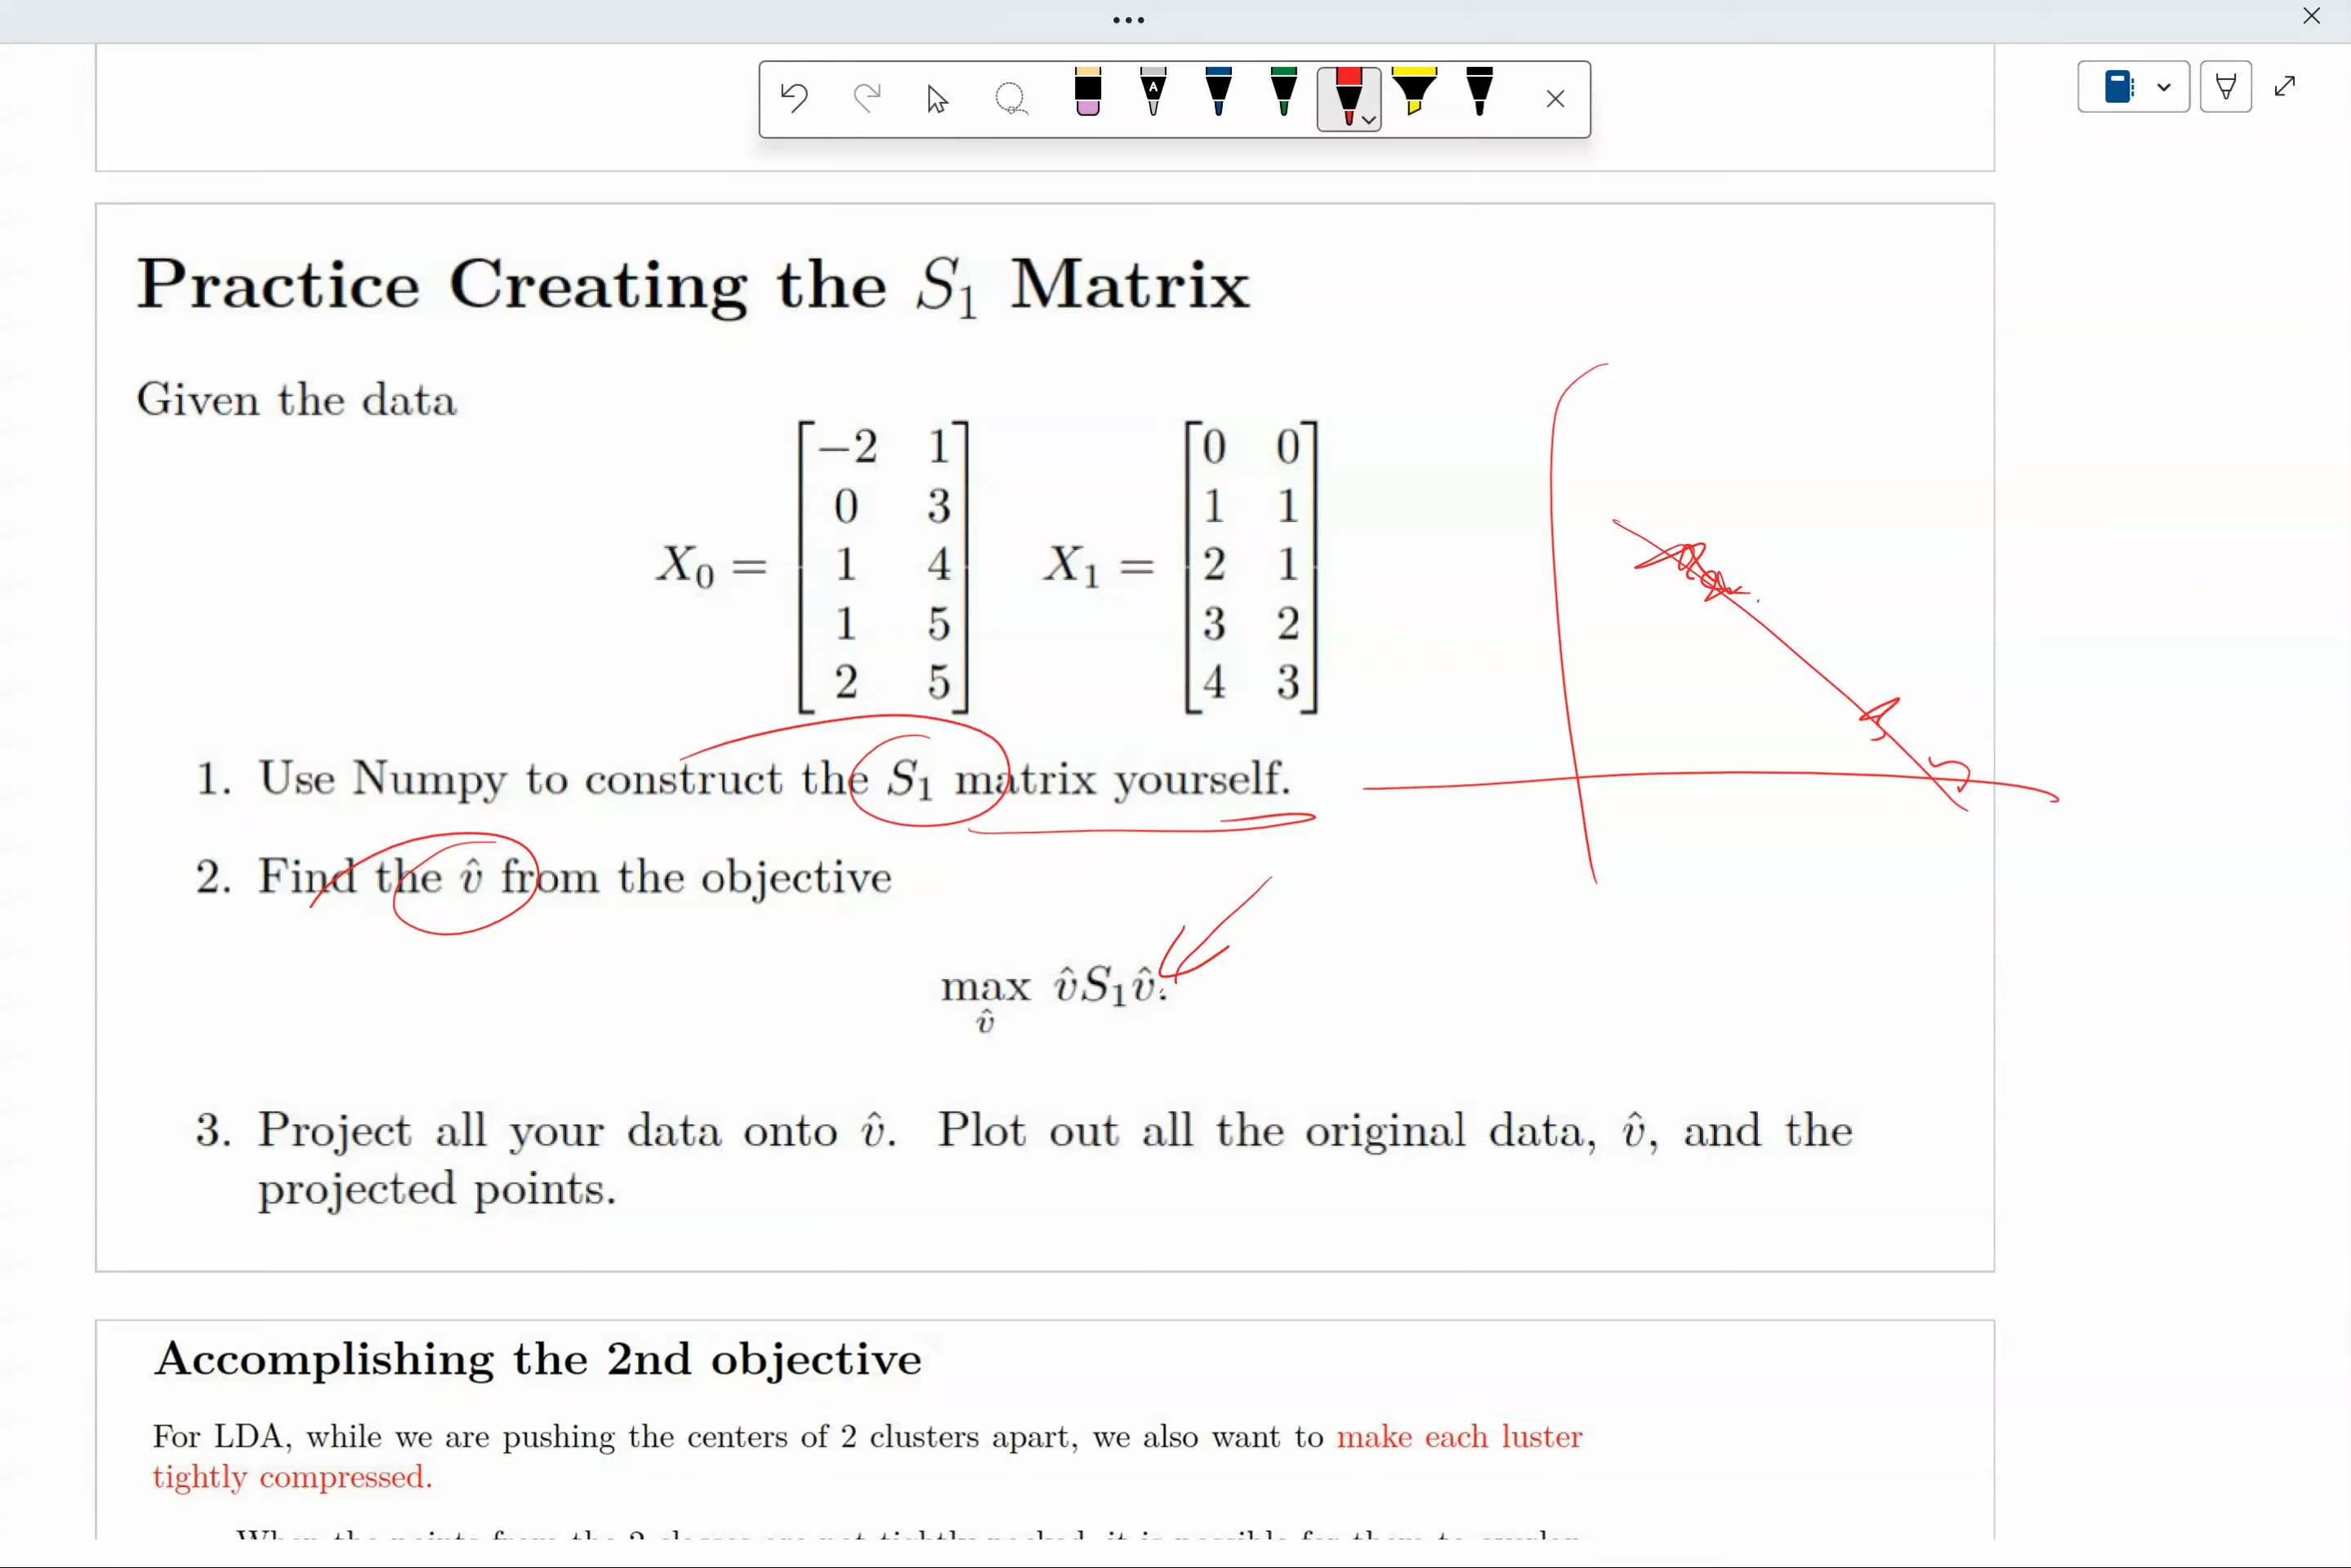 Practice Creating the S₁ Matrix
Given the data
X₀ = [−2 1; 0 3; 1 4; 1 5; 2 5] X₁ = [0 0; 1 1; 2 1; 3 2; 4 3]
1. Use Numpy to construct the S₁ matrix yourself.
2. Find the v̂ from the objective
max v̂S₁v̂.
v̂
3. Project all your data onto v̂. Plot out all the original data, v̂, and the
projected points.
Accomplishing the 2nd objective
For LDA, while we are pushing the centers of 2 clusters apart, we also want to make each luster
tightly compressed.